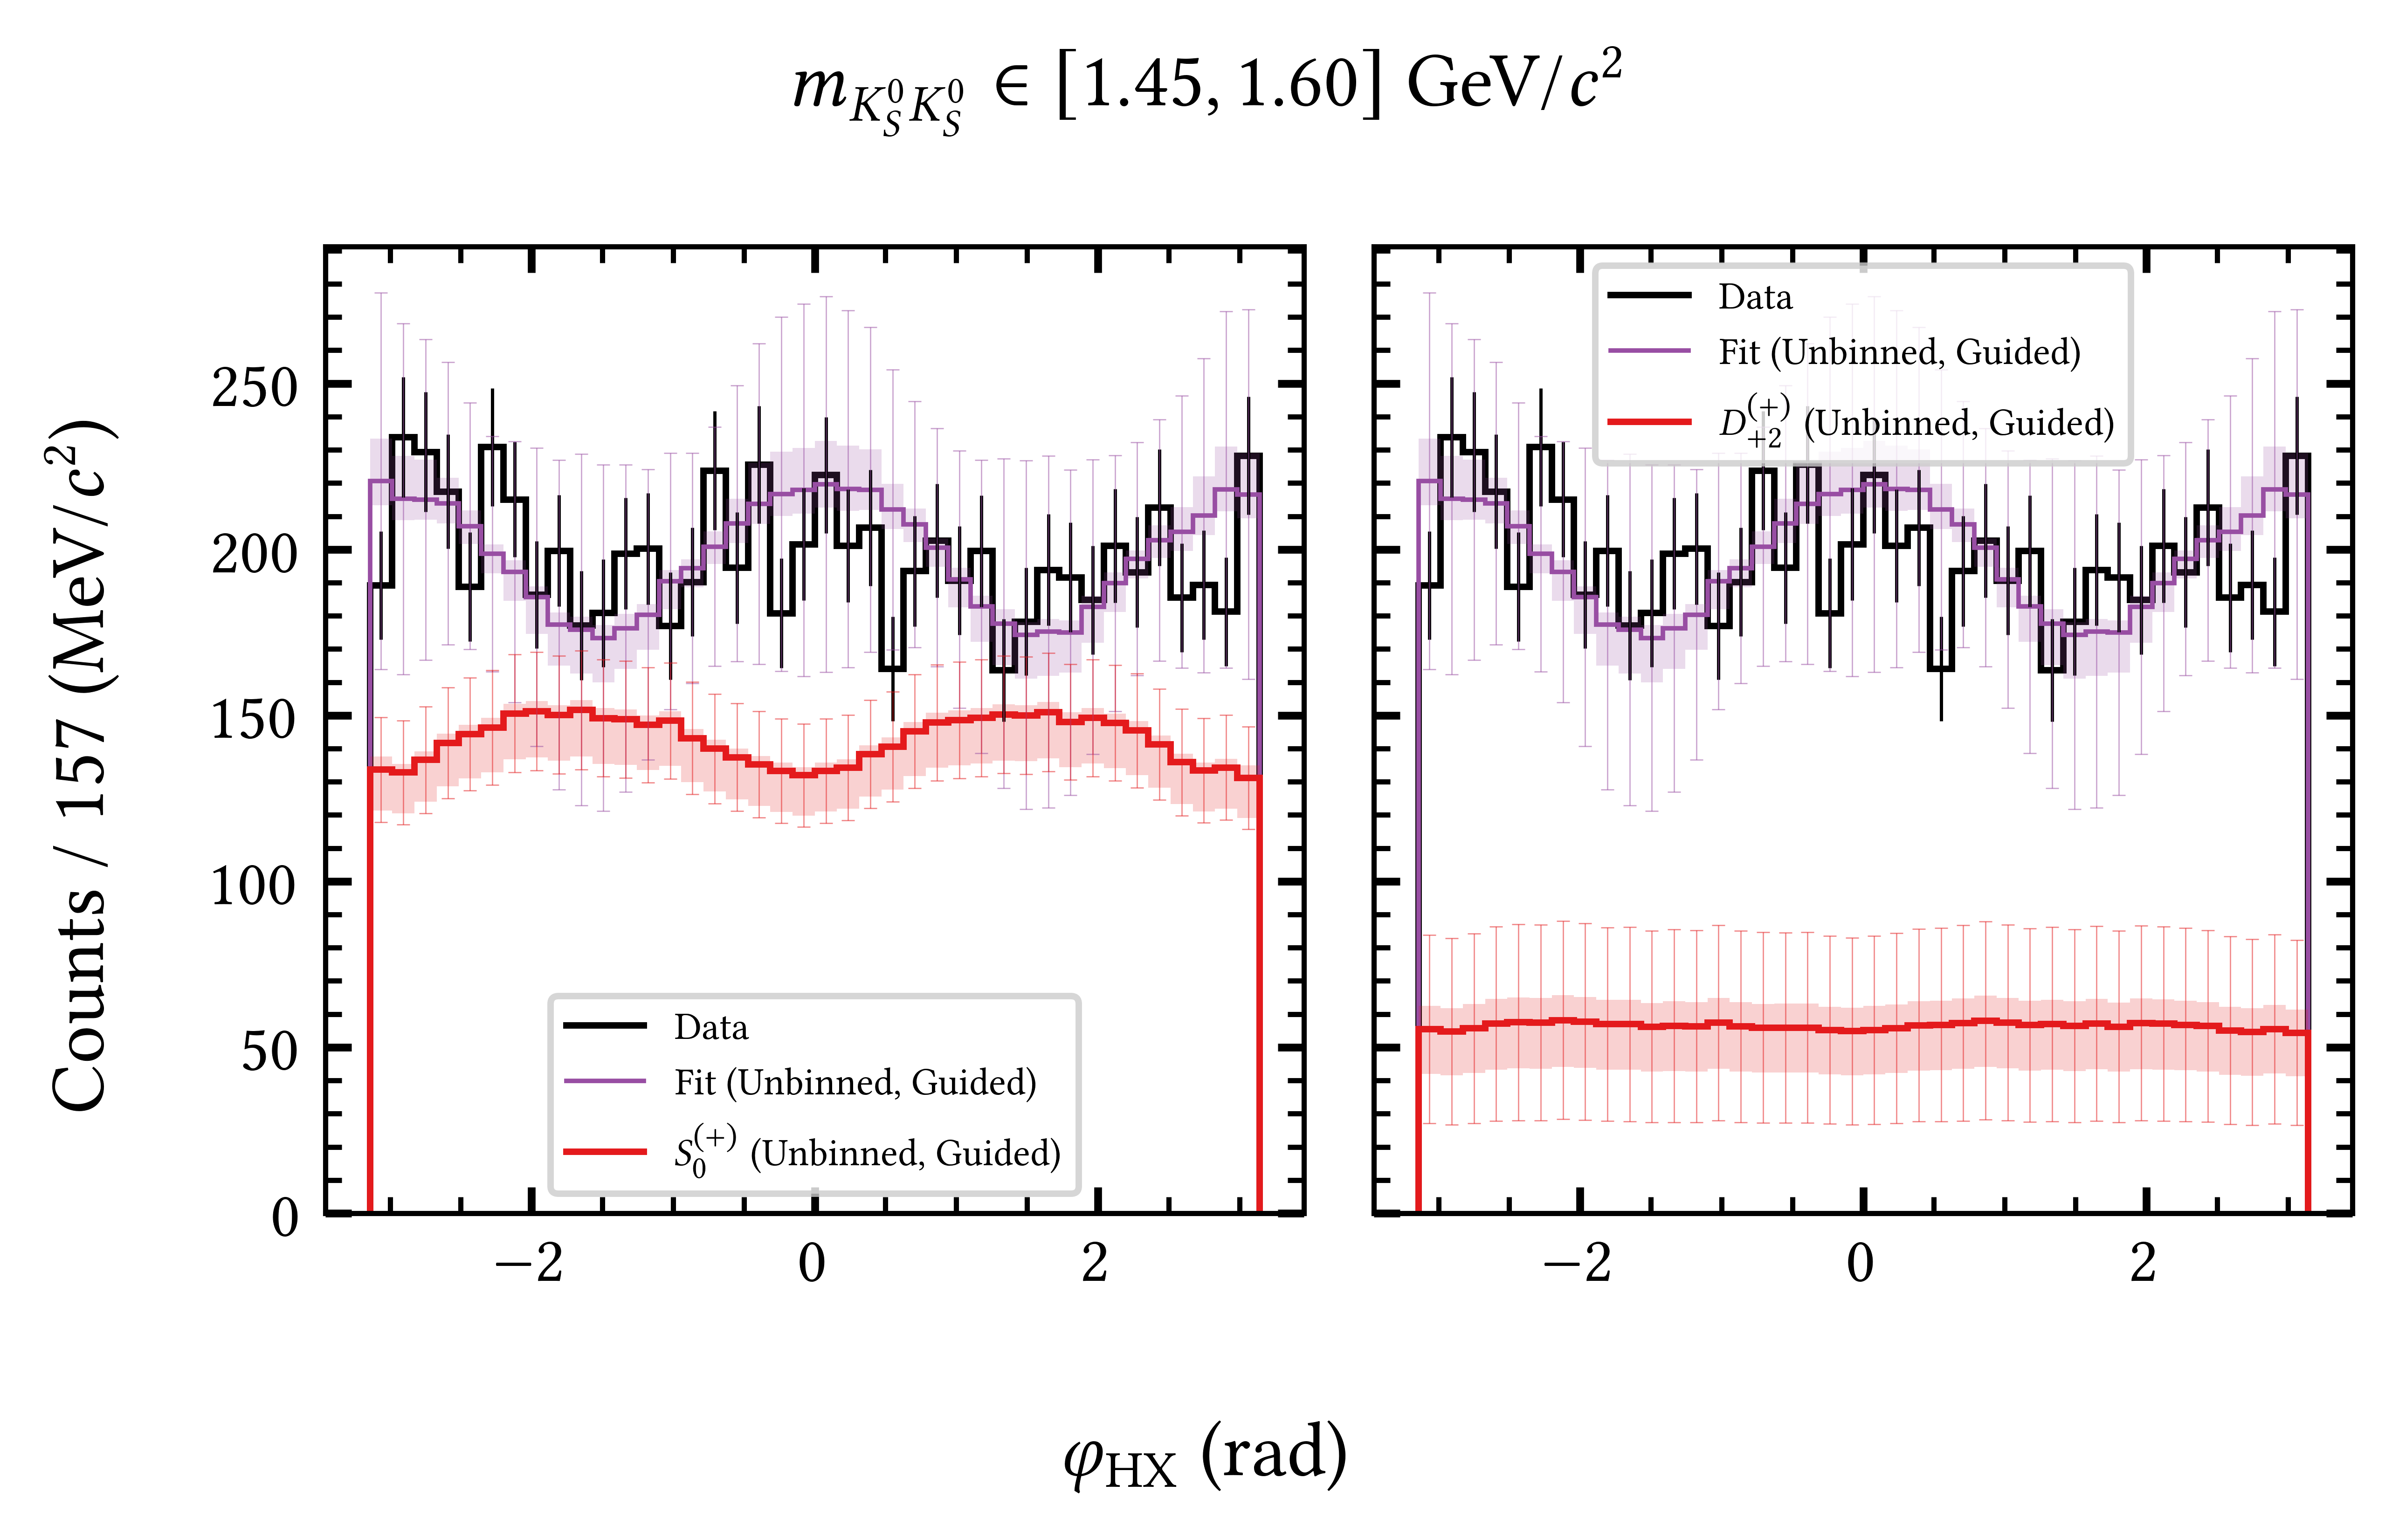 m_{K_S^0 K_S^0} ∈ [1.45, 1.60] GeV/c²
Counts / 157 (MeV/c²)
250
200
150
100
50
0
Data
Fit (Unbinned, Guided)
S_0^{(+)} (Unbinned, Guided)
−2
0
2
Data
Fit (Unbinned, Guided)
D_{+2}^{(+)} (Unbinned, Guided)
−2
0
2
φ_{HX} (rad)